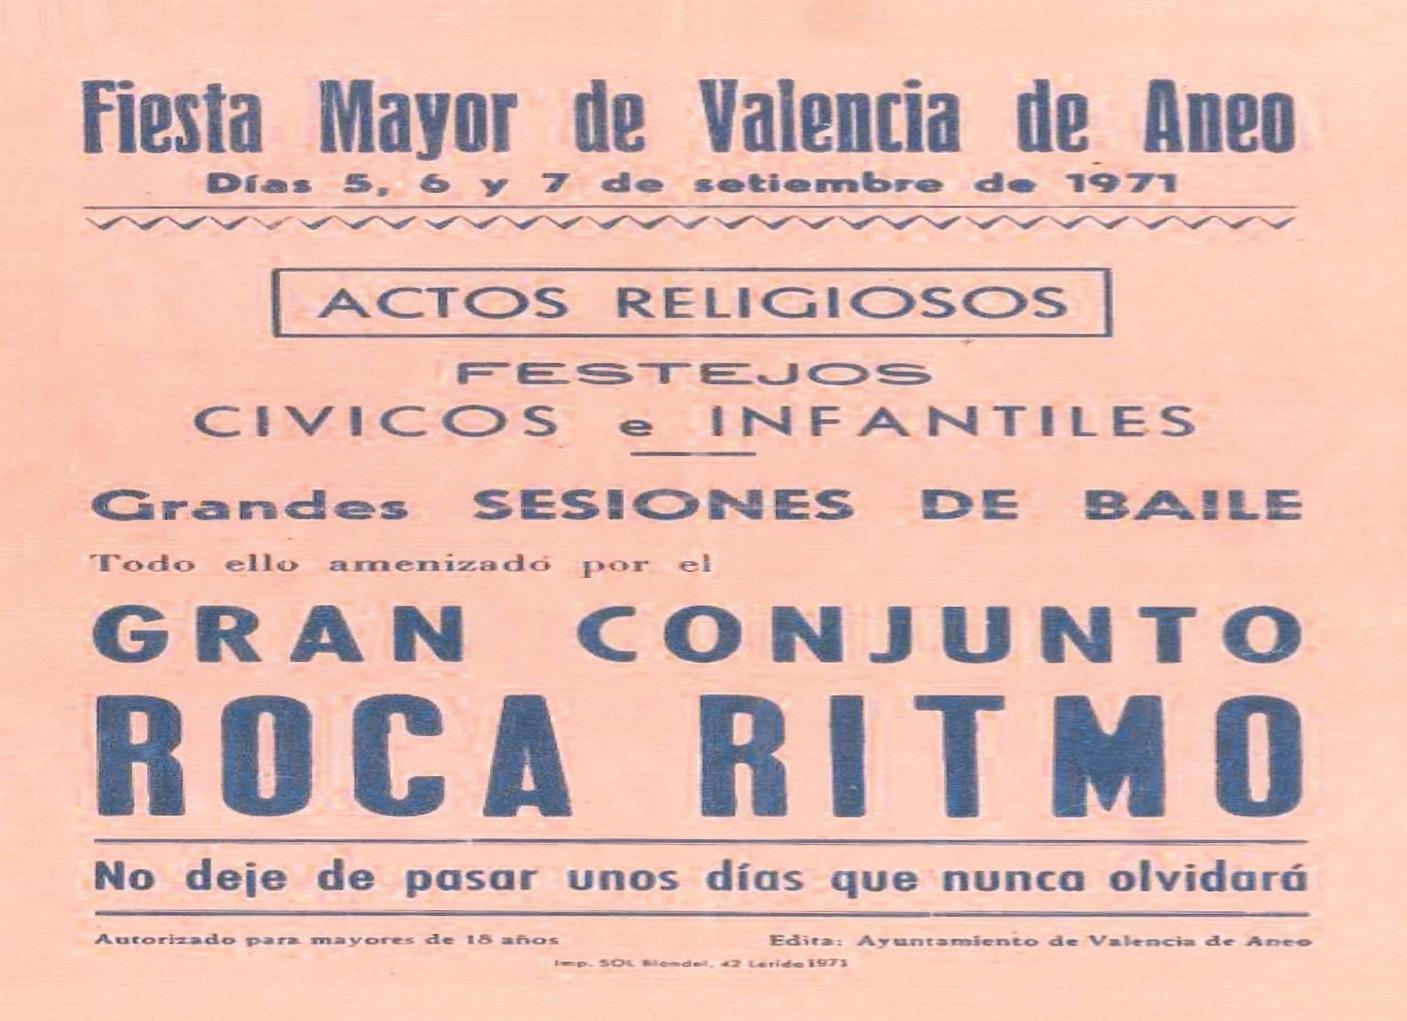 Fiesta Mayor de Valencia de Aneo
Días 5, 6 y 7 de setiembre de 1971
ACTOS RELIGIOSOS
FESTEJOS
CIVICOS e INFANTILES
Grandes SESIONES DE BAILE
Todo ello amenizado por el
GRAN CONJUNTO
ROCA RITMO
No deje de pasar unos días que nunca olvidará
Autorizado para mayores de 18 años
Edita: Ayuntamiento de Valencia de Aneo
Imp. SOL Blondel, 42 Lerida 1971